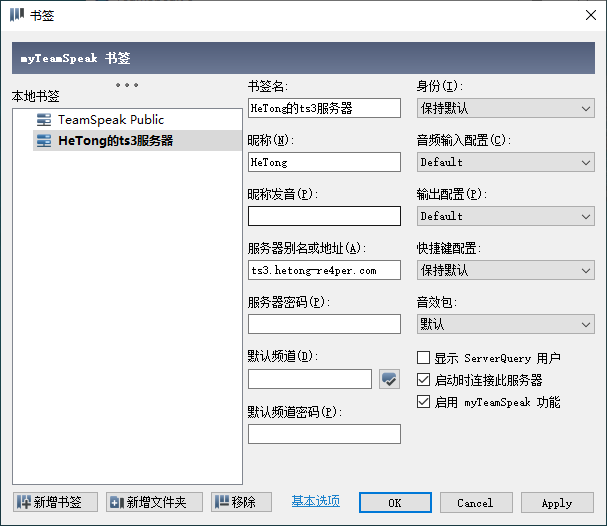 书签
myTeamSpeak 书签
本地书签
TeamSpeak Public
HeTong的ts3服务器
书签名:
HeTong的ts3服务器
昵称(N):
HeTong
昵称发音(P):
服务器别名或地址(A):
ts3.hetong-re4per.com
服务器密码(P):
默认频道(D):
默认频道密码(P):
身份(I):
保持默认
音频输入配置(C):
Default
输出配置(P):
Default
快捷键配置:
保持默认
音效包:
默认
显示 ServerQuery 用户
启动时连接此服务器
启用 myTeamSpeak 功能
新增书签
新增文件夹
移除
基本选项
OK
Cancel
Apply